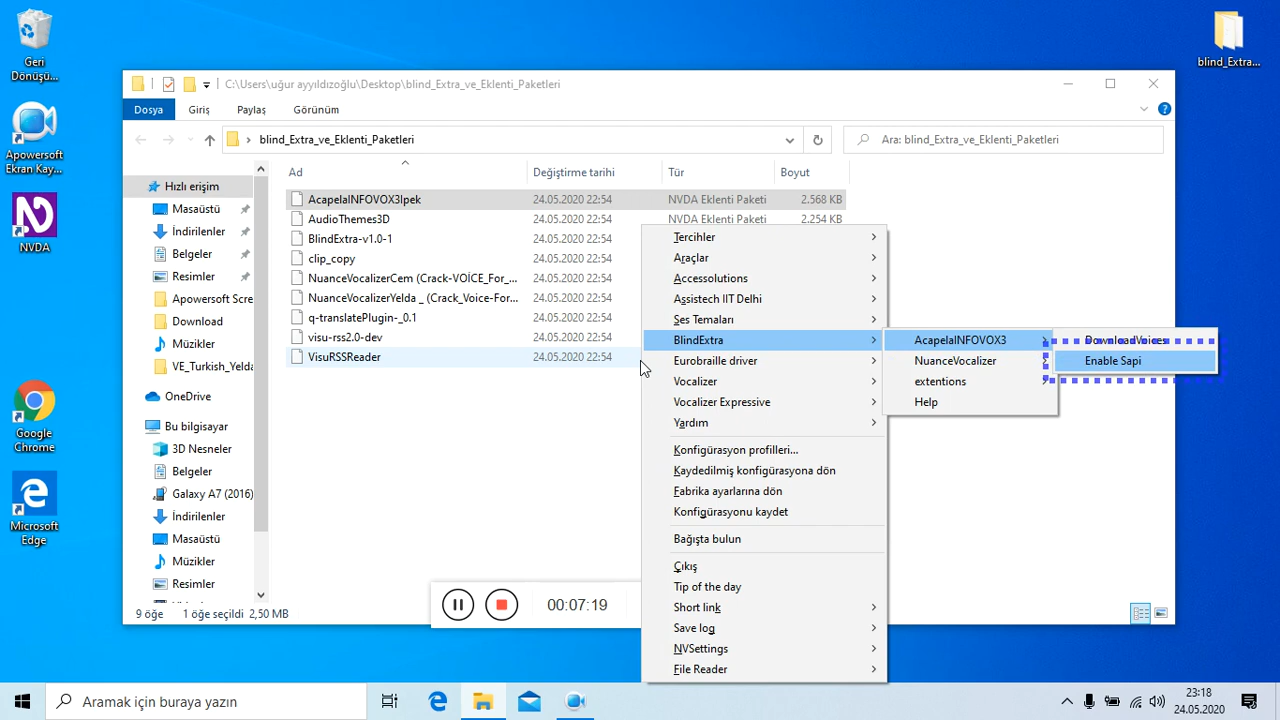 Geri
Dönüşü...
Apowersoft
Ekran Kay...
NVDA
Google
Chrome
Microsoft
Edge
blind_Extra...
C:\Users\uğur ayyıldızoğlu\Desktop\blind_Extra_ve_Eklenti_Paketleri
Dosya
Giriş
Paylaş
Görünüm
blind_Extra_ve_Eklenti_Paketleri
Ara: blind_Extra_ve_Eklenti_Paketleri
Hızlı erişim
Masaüstü
İndirilenler
Belgeler
Resimler
Apowersoft Scre
Download
Müzikler
VE_Turkish_Yelda
OneDrive
Bu bilgisayar
3D Nesneler
Belgeler
Galaxy A7 (2016)
İndirilenler
Masaüstü
Müzikler
Resimler
Ad Değiştirme tarihi Tür Boyut
AcapelaINFOVOX3Ipek 24.05.2020 22:54 NVDA Eklenti Paketi 2.568 KB
AudioThemes3D 24.05.2020 22:54 NVDA Eklenti Paketi 2.254 KB
BlindExtra-v1.0-1 24.05.2020 22:54
clip_copy 24.05.2020 22:54
NuanceVocalizerCem (Crack-VOİCE_For_... 24.05.2020 22:54
NuanceVocalizerYelda _ (Crack_Voice-For... 24.05.2020 22:54
q-translatePlugin-_0.1 24.05.2020 22:54
visu-rss2.0-dev 24.05.2020 22:54
VisuRSSReader 24.05.2020 22:54
Tercihler
Araçlar
Accessolutions
Assistech IIT Delhi
Ses Temaları
BlindExtra
Eurobraille driver
Vocalizer
Vocalizer Expressive
Yardım
Konfigürasyon profilleri...
Kaydedilmiş konfigürasyona dön
Fabrika ayarlarına dön
Konfigürasyonu kaydet
Bağışta bulun
Çıkış
Tip of the day
Short link
Save log
NVSettings
File Reader
AcapelaINFOVOX3
NuanceVocalizer
extentions
Help
DownloadVoices
Enable Sapi
00:07:19
9 öğe 1 öğe seçildi 2,50 MB
Aramak için buraya yazın
23:18
24.05.2020